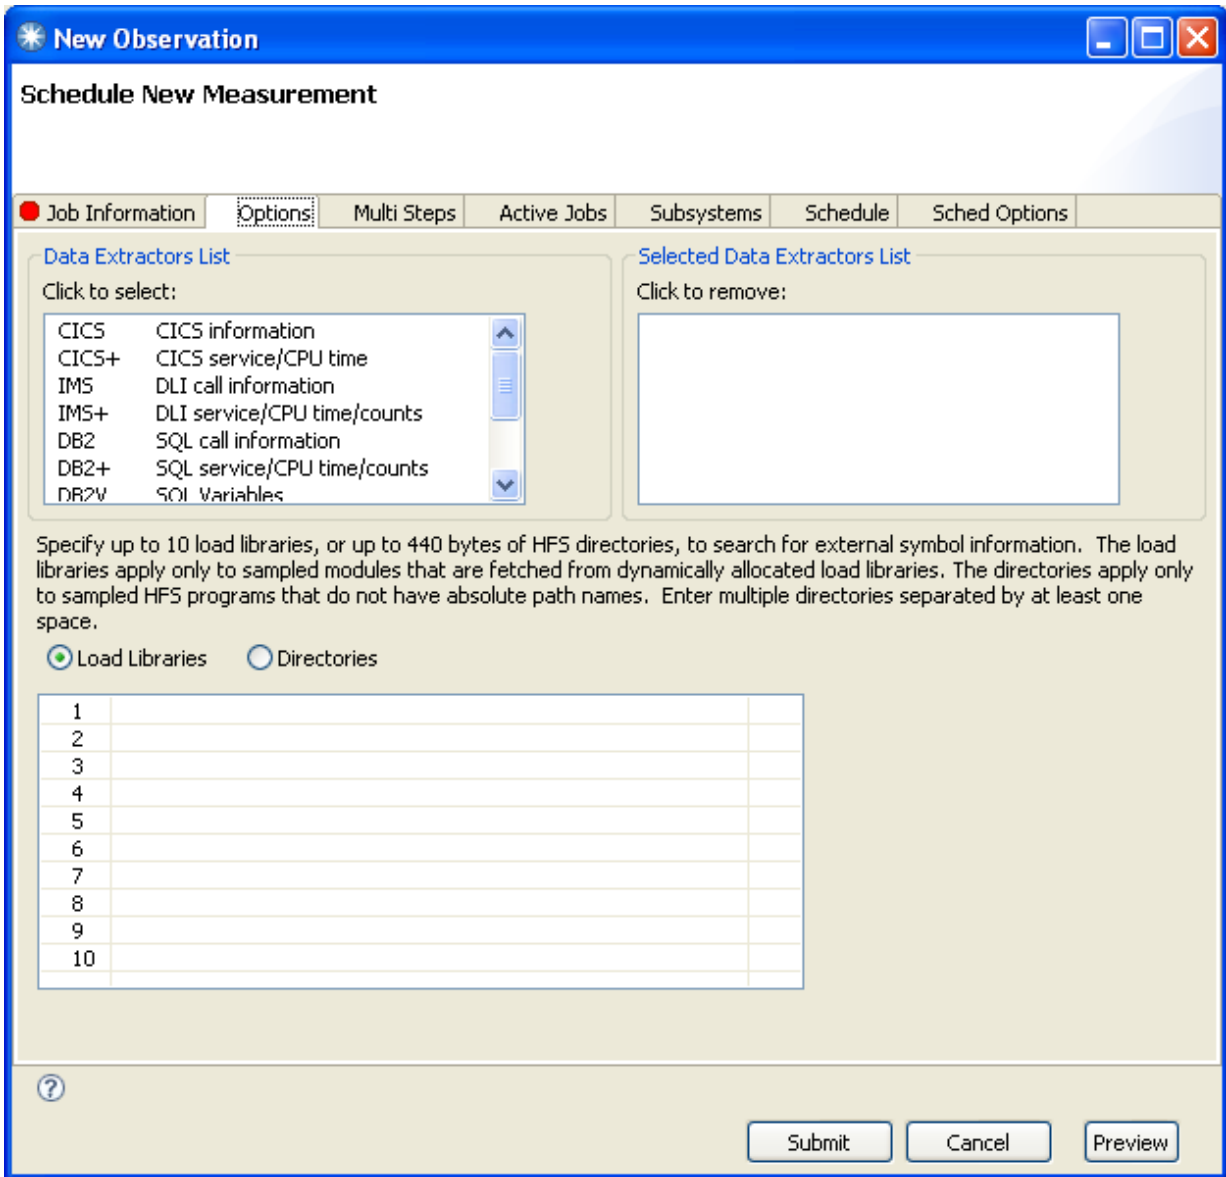 New Observation
Schedule New Measurement
Job Information Options Multi Steps Active Jobs Subsystems Schedule Sched Options
Data Extractors List
Click to select:
CICS CICS information
CICS+ CICS service/CPU time
IMS DLI call information
IMS+ DLI service/CPU time/counts
DB2 SQL call information
DB2+ SQL service/CPU time/counts
DB2V SQL Variables
Selected Data Extractors List
Click to remove:
Specify up to 10 load libraries, or up to 440 bytes of HFS directories, to search for external symbol information.  The load
libraries apply only to sampled modules that are fetched from dynamically allocated load libraries. The directories apply only
to sampled HFS programs that do not have absolute path names.  Enter multiple directories separated by at least one
space.
Load Libraries Directories
1
2
3
4
5
6
7
8
9
10
?
Submit Cancel Preview